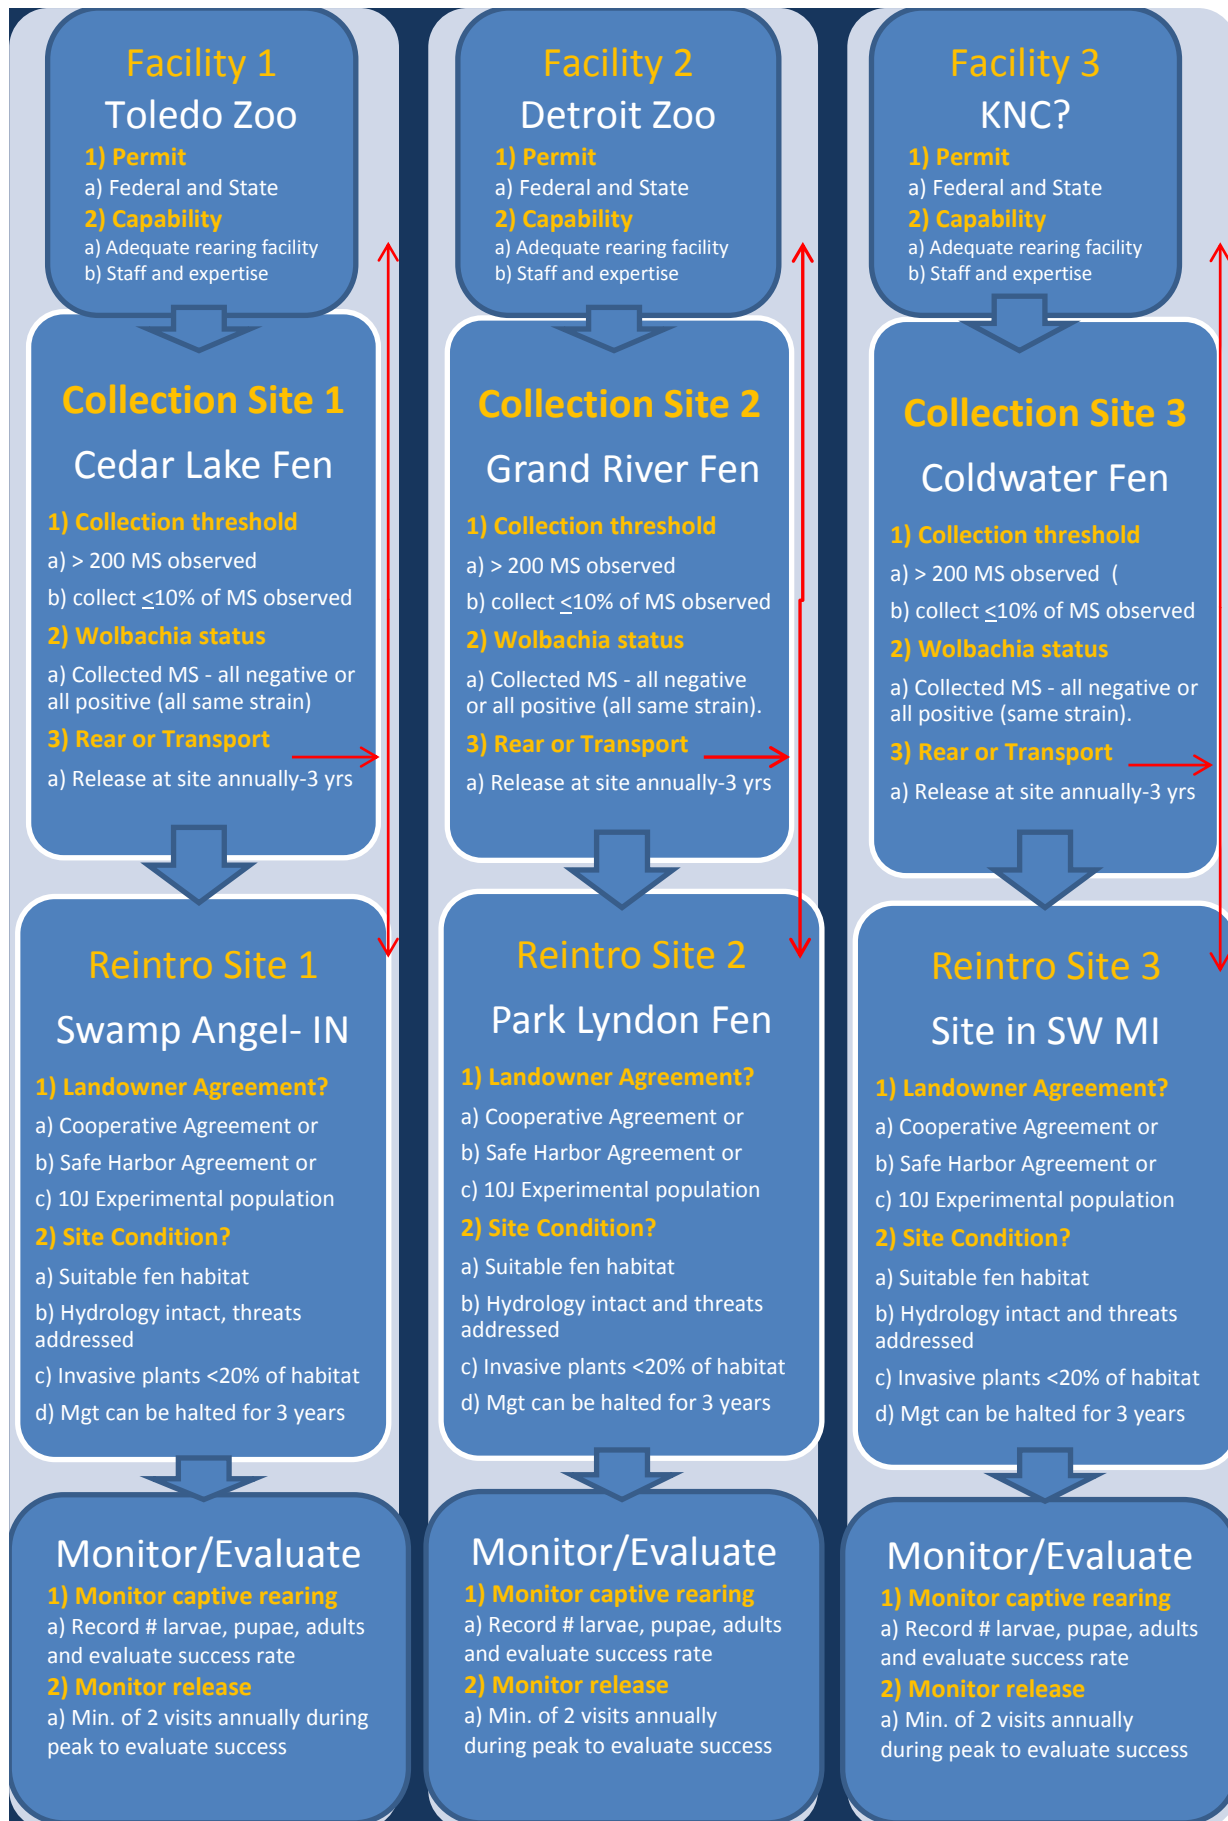 Facility 1
Toledo Zoo
1) Permit
a) Federal and State
2) Capability
a) Adequate rearing facility
b) Staff and expertise
Collection Site 1
Cedar Lake Fen
1) Collection threshold
a) > 200 MS observed
b) collect ≤10% of MS observed
2) Wolbachia status
a) Collected MS - all negative or
all positive (all same strain)
3) Rear or Transport
a) Release at site annually-3 yrs
Reintro Site 1
Swamp Angel- IN
1) Landowner Agreement?
a) Cooperative Agreement or
b) Safe Harbor Agreement or
c) 10J Experimental population
2) Site Condition?
a) Suitable fen habitat
b) Hydrology intact, threats
addressed
c) Invasive plants <20% of habitat
d) Mgt can be halted for 3 years
Monitor/Evaluate
1) Monitor captive rearing
a) Record # larvae, pupae, adults
and evaluate success rate
2) Monitor release
a) Min. of 2 visits annually during
peak to evaluate success
Facility 2
Detroit Zoo
1) Permit
a) Federal and State
2) Capability
a) Adequate rearing facility
b) Staff and expertise
Collection Site 2
Grand River Fen
1) Collection threshold
a) > 200 MS observed
b) collect ≤10% of MS observed
2) Wolbachia status
a) Collected MS - all negative
or all positive (all same strain).
3) Rear or Transport
a) Release at site annually-3 yrs
Reintro Site 2
Park Lyndon Fen
1) Landowner Agreement?
a) Cooperative Agreement or
b) Safe Harbor Agreement or
c) 10J Experimental population
2) Site Condition?
a) Suitable fen habitat
b) Hydrology intact and threats
addressed
c) Invasive plants <20% of habitat
d) Mgt can be halted for 3 years
Monitor/Evaluate
1) Monitor captive rearing
a) Record # larvae, pupae, adults
and evaluate success rate
2) Monitor release
a) Min. of 2 visits annually
during peak to evaluate success
Facility 3
KNC?
1) Permit
a) Federal and State
2) Capability
a) Adequate rearing facility
b) Staff and expertise
Collection Site 3
Coldwater Fen
1) Collection threshold
a) > 200 MS observed (
b) collect ≤10% of MS observed
2) Wolbachia status
a) Collected MS - all negative or
all positive (same strain).
3) Rear or Transport
a) Release at site annually-3 yrs
Reintro Site 3
Site in SW MI
1) Landowner Agreement?
a) Cooperative Agreement or
b) Safe Harbor Agreement or
c) 10J Experimental population
2) Site Condition?
a) Suitable fen habitat
b) Hydrology intact and threats
addressed
c) Invasive plants <20% of habitat
d) Mgt can be halted for 3 years
Monitor/Evaluate
1) Monitor captive rearing
a) Record # larvae, pupae, adults
and evaluate success rate
2) Monitor release
a) Min. of 2 visits annually
during peak to evaluate success